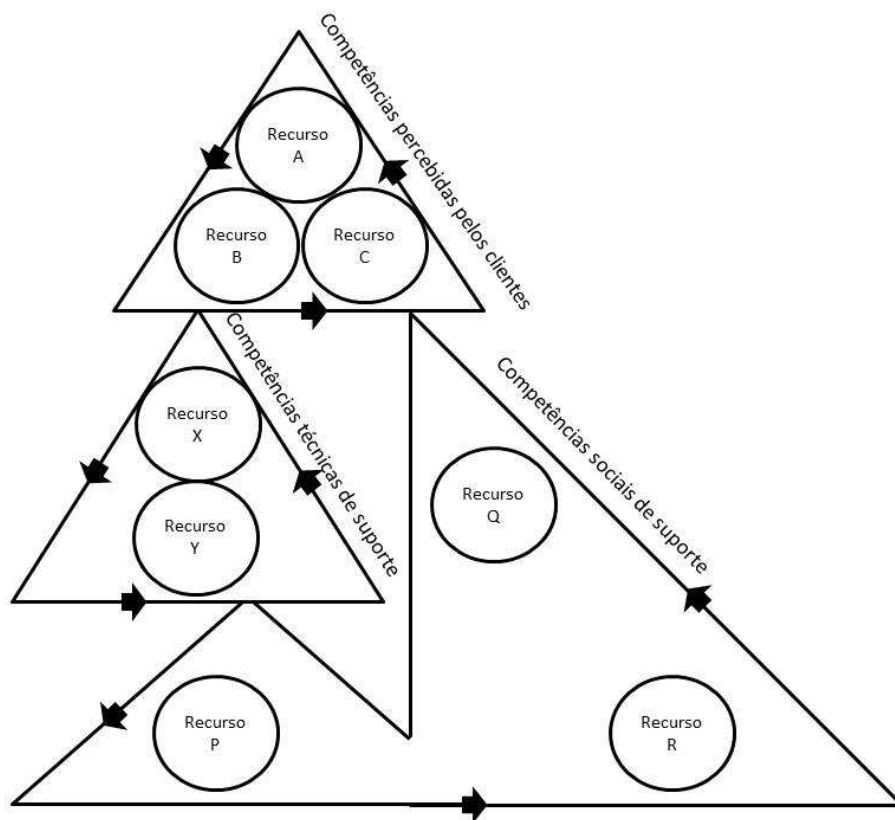 Competências percebidas pelos clientes
Recurso
A
Recurso
B
Recurso
C
Competências técnicas de suporte
Recurso
X
Recurso
Y
Competências sociais de suporte
Recurso
Q
Recurso
P
Recurso
R